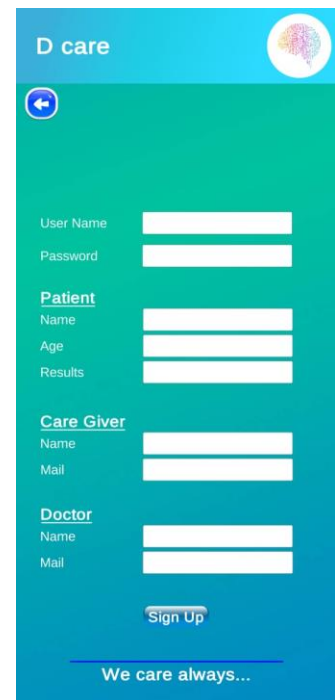 D care
User Name
Password
Patient
Name
Age
Results
Care Giver
Name
Mail
Doctor
Name
Mail
Sign Up
We care always...